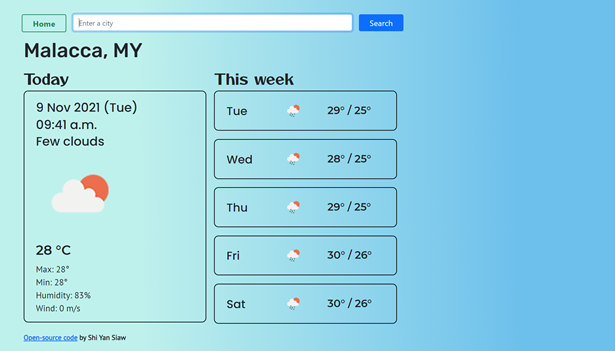 Home
Enter a city
Search
Malacca, MY
Today
This week
9 Nov 2021 (Tue)
09:41 a.m.
Few clouds
28 °C
Max: 28°
Min: 28°
Humidity: 83%
Wind: 0 m/s
Tue 29° / 25°
Wed 28° / 25°
Thu 29° / 25°
Fri 30° / 26°
Sat 30° / 26°
Open-source code by Shi Yan Siaw